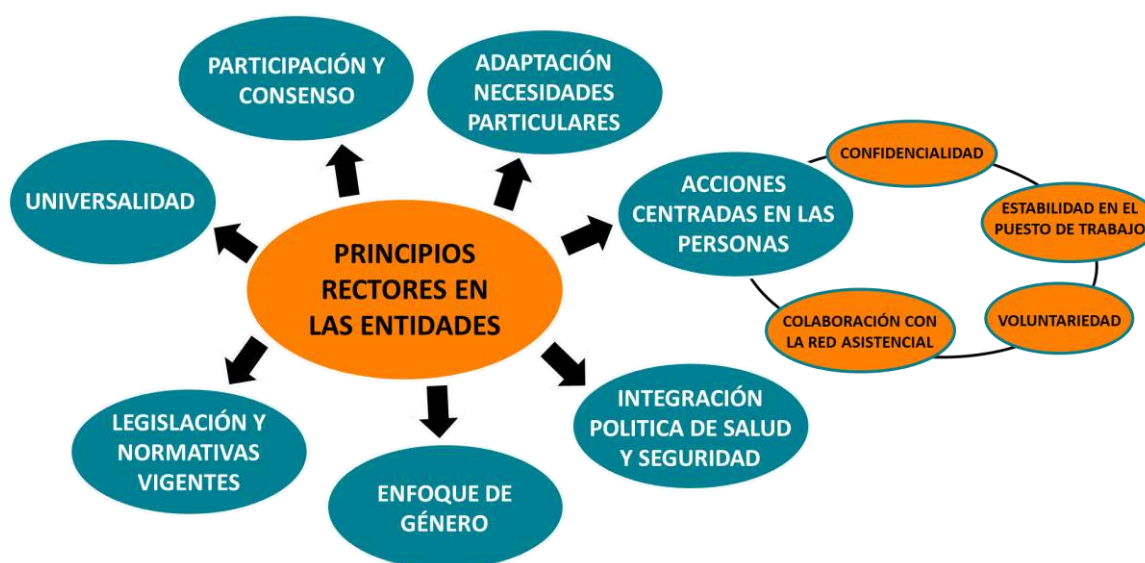 PARTICIPACIÓN Y
CONSENSO
ADAPTACIÓN
NECESIDADES
PARTICULARES
UNIVERSALIDAD
PRINCIPIOS
RECTORES EN
LAS ENTIDADES
ACCIONES
CENTRADAS EN LAS
PERSONAS
CONFIDENCIALIDAD
ESTABILIDAD EN EL
PUESTO DE TRABAJO
VOLUNTARIEDAD
COLABORACIÓN CON
LA RED ASISTENCIAL
LEGISLACIÓN Y
NORMATIVAS
VIGENTES
ENFOQUE DE
GÉNERO
INTEGRACIÓN
POLITICA DE SALUD
Y SEGURIDAD